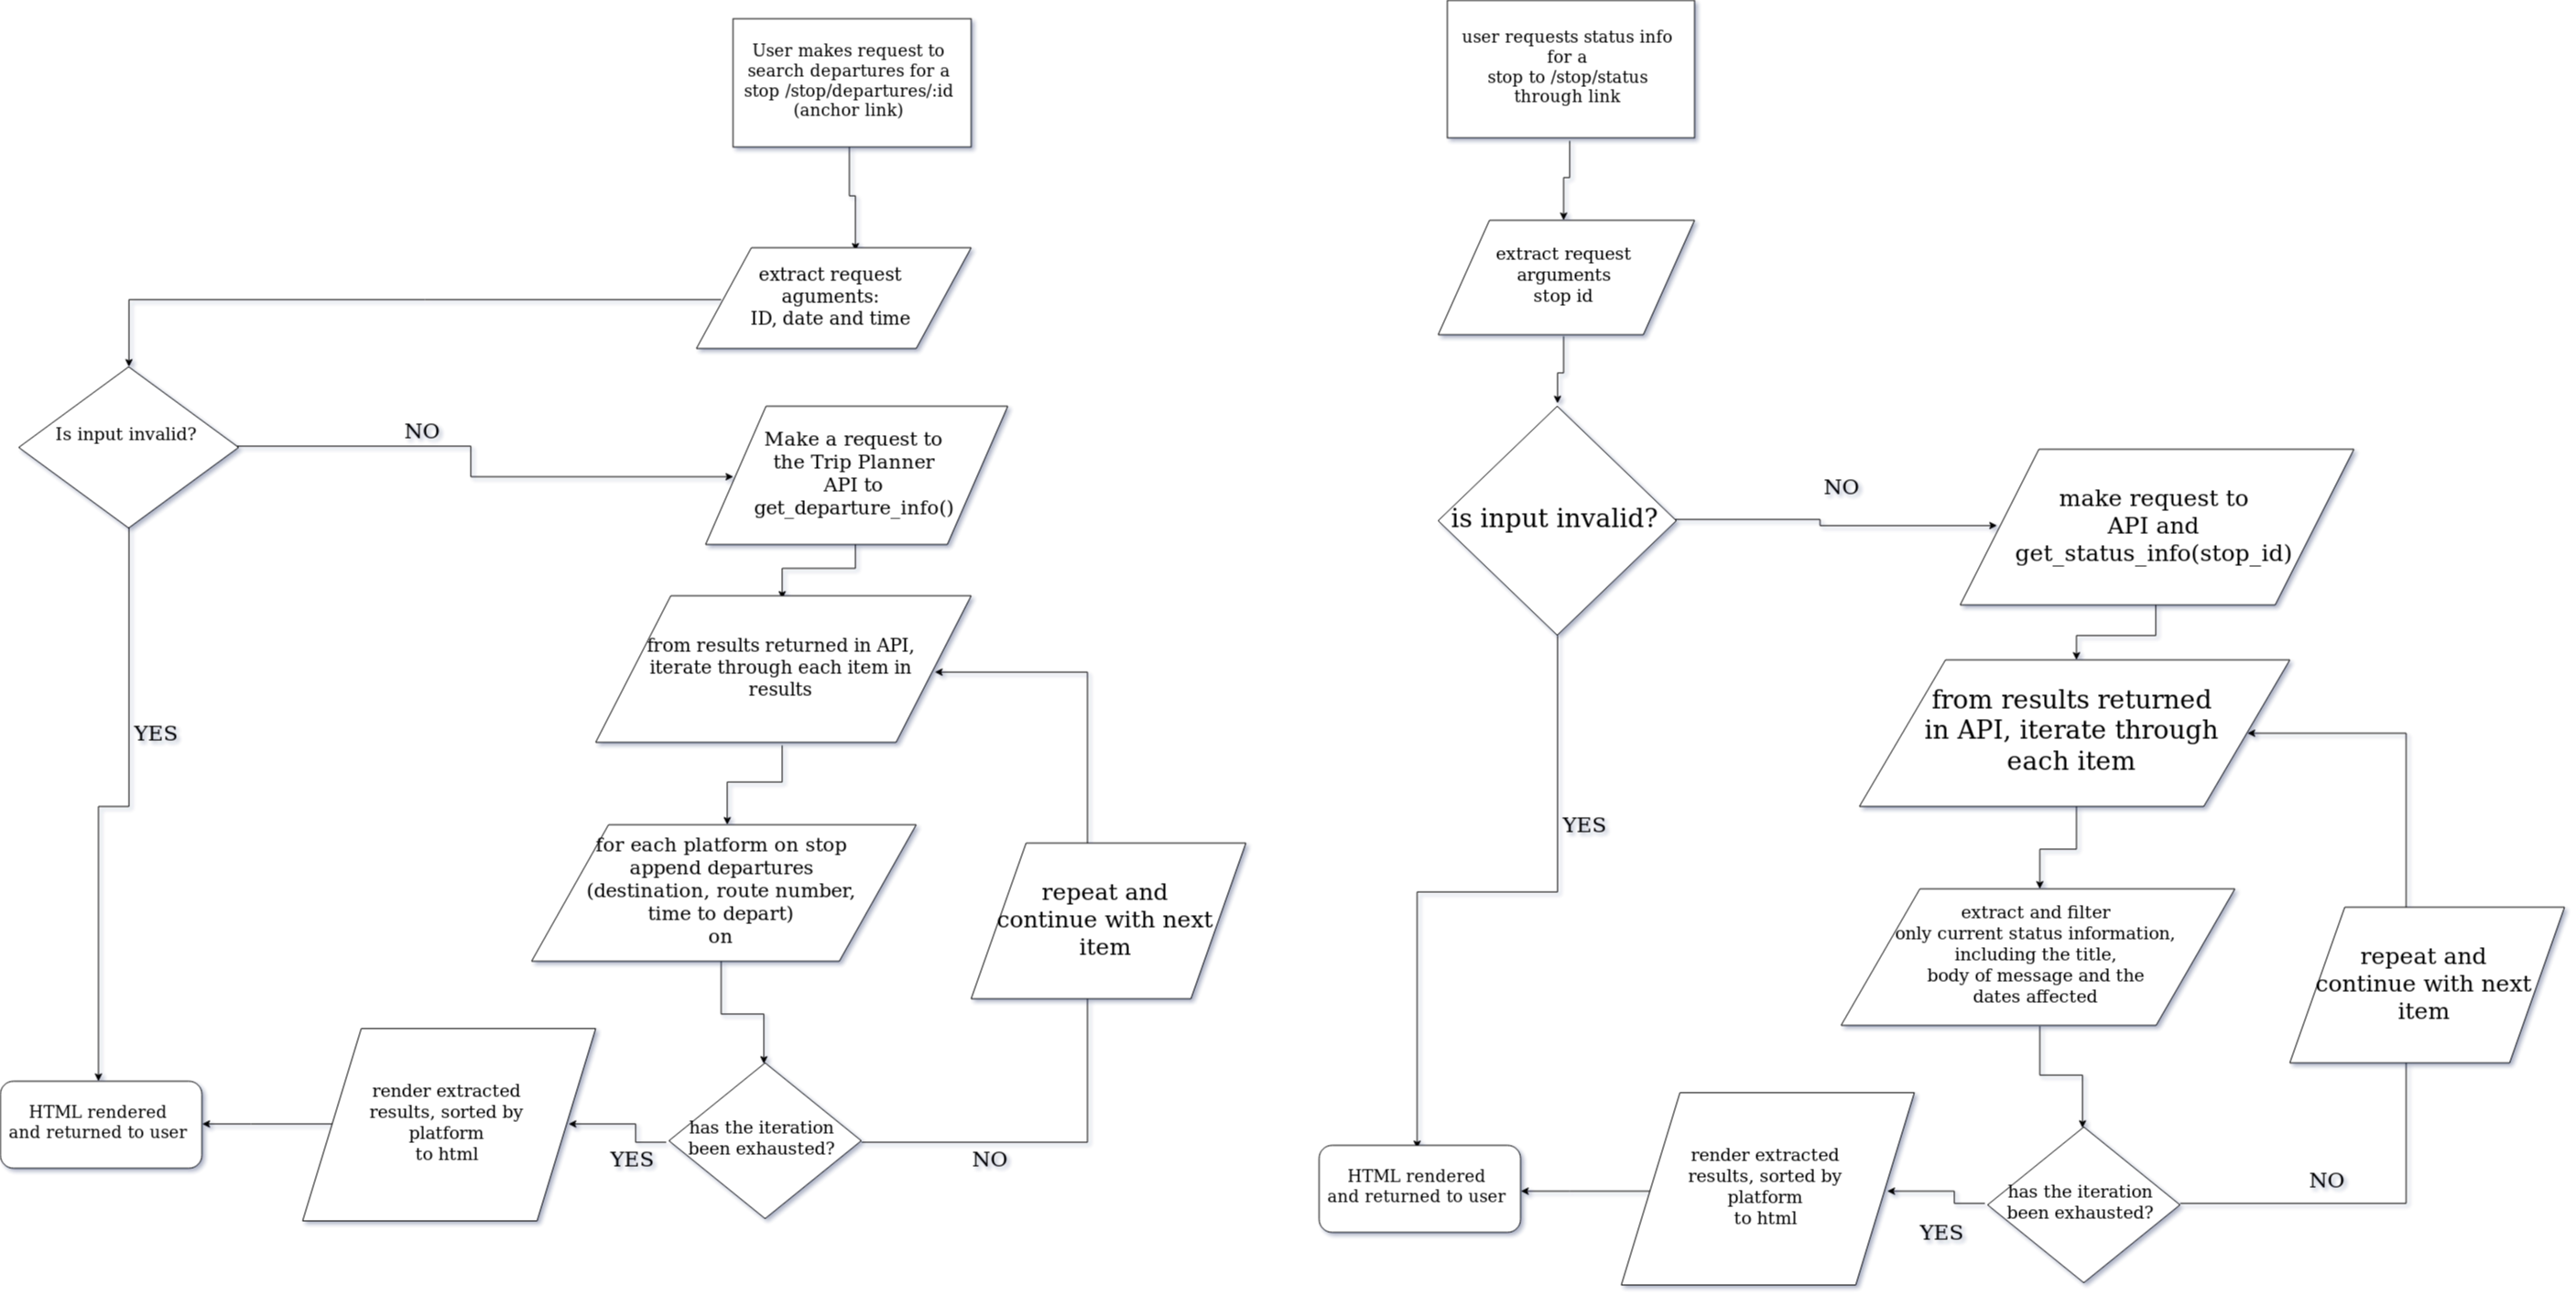 User makes request to
search departures for a
stop /stop/departures/:id
(anchor link)
extract request
aguments:
ID, date and time
Is input invalid?
NO
Make a request to
the Trip Planner
API to
get_departure_info()
from results returned in API,
iterate through each item in
results
YES
for each platform on stop
append departures
(destination, route number,
time to depart)
on
repeat and
continue with next
item
has the iteration
been exhausted?
YES
NO
render extracted
results, sorted by
platform
to html
HTML rendered
and returned to user
user requests status info
for a
stop to /stop/status
through link
extract request
arguments
stop id
is input invalid?
NO
make request to
API and
get_status_info(stop_id)
from results returned
in API, iterate through
each item
YES
extract and filter
only current status information,
including the title,
body of message and the
dates affected
repeat and
continue with next
item
has the iteration
been exhausted?
NO
YES
render extracted
results, sorted by
platform
to html
HTML rendered
and returned to user